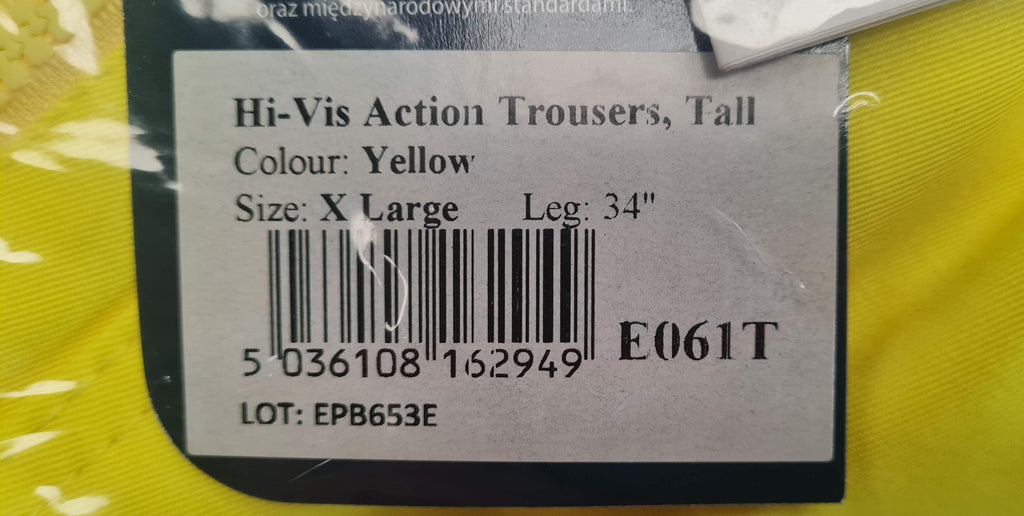 oraz międzynarodowymi standardami.
Hi-Vis Action Trousers, Tall
Colour: Yellow
Size: X Large Leg: 34"
5 036108 162949
E061T
LOT: EPB653E